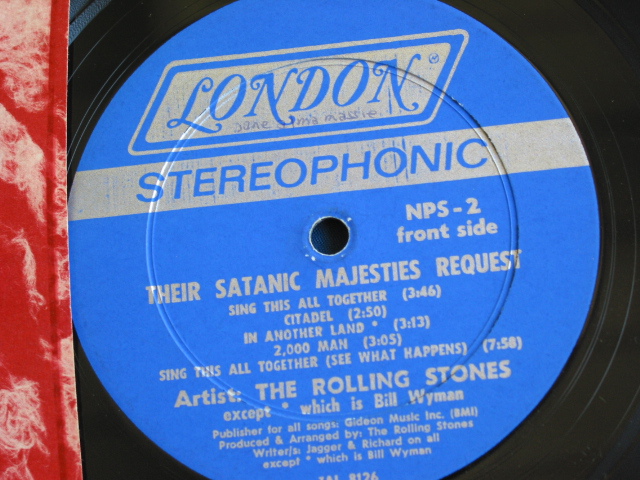 LONDON
STEREOPHONIC
NPS-2
front side
THEIR SATANIC MAJESTIES REQUEST
SING THIS ALL TOGETHER (3:46)
CITADEL (2:50)
IN ANOTHER LAND * (3:13)
2,000 MAN (3:05)
SING THIS ALL TOGETHER (SEE WHAT HAPPENS) (7:58)
Artist: THE ROLLING STONES
except * which is Bill Wyman
Publisher for all songs: Gideon Music Inc. (BMI)
Produced & Arranged by: The Rolling Stones
Writer/s: Jagger & Richard on all
except * which is Bill Wyman